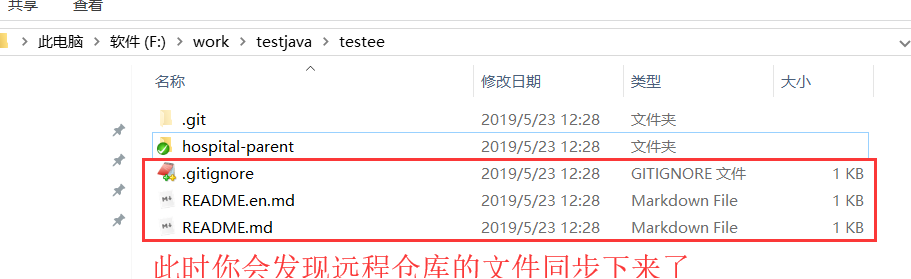 共享 查看
此电脑 > 软件 (F:) > work > testjava > testee
名称 修改日期 类型 大小
.git 2019/5/23 12:28 文件夹
hospital-parent 2019/5/23 12:28 文件夹
.gitignore 2019/5/23 12:28 GITIGNORE 文件 1 KB
README.en.md 2019/5/23 12:28 Markdown File 1 KB
README.md 2019/5/23 12:28 Markdown File 1 KB
此时你会发现远程仓库的文件同步下来了